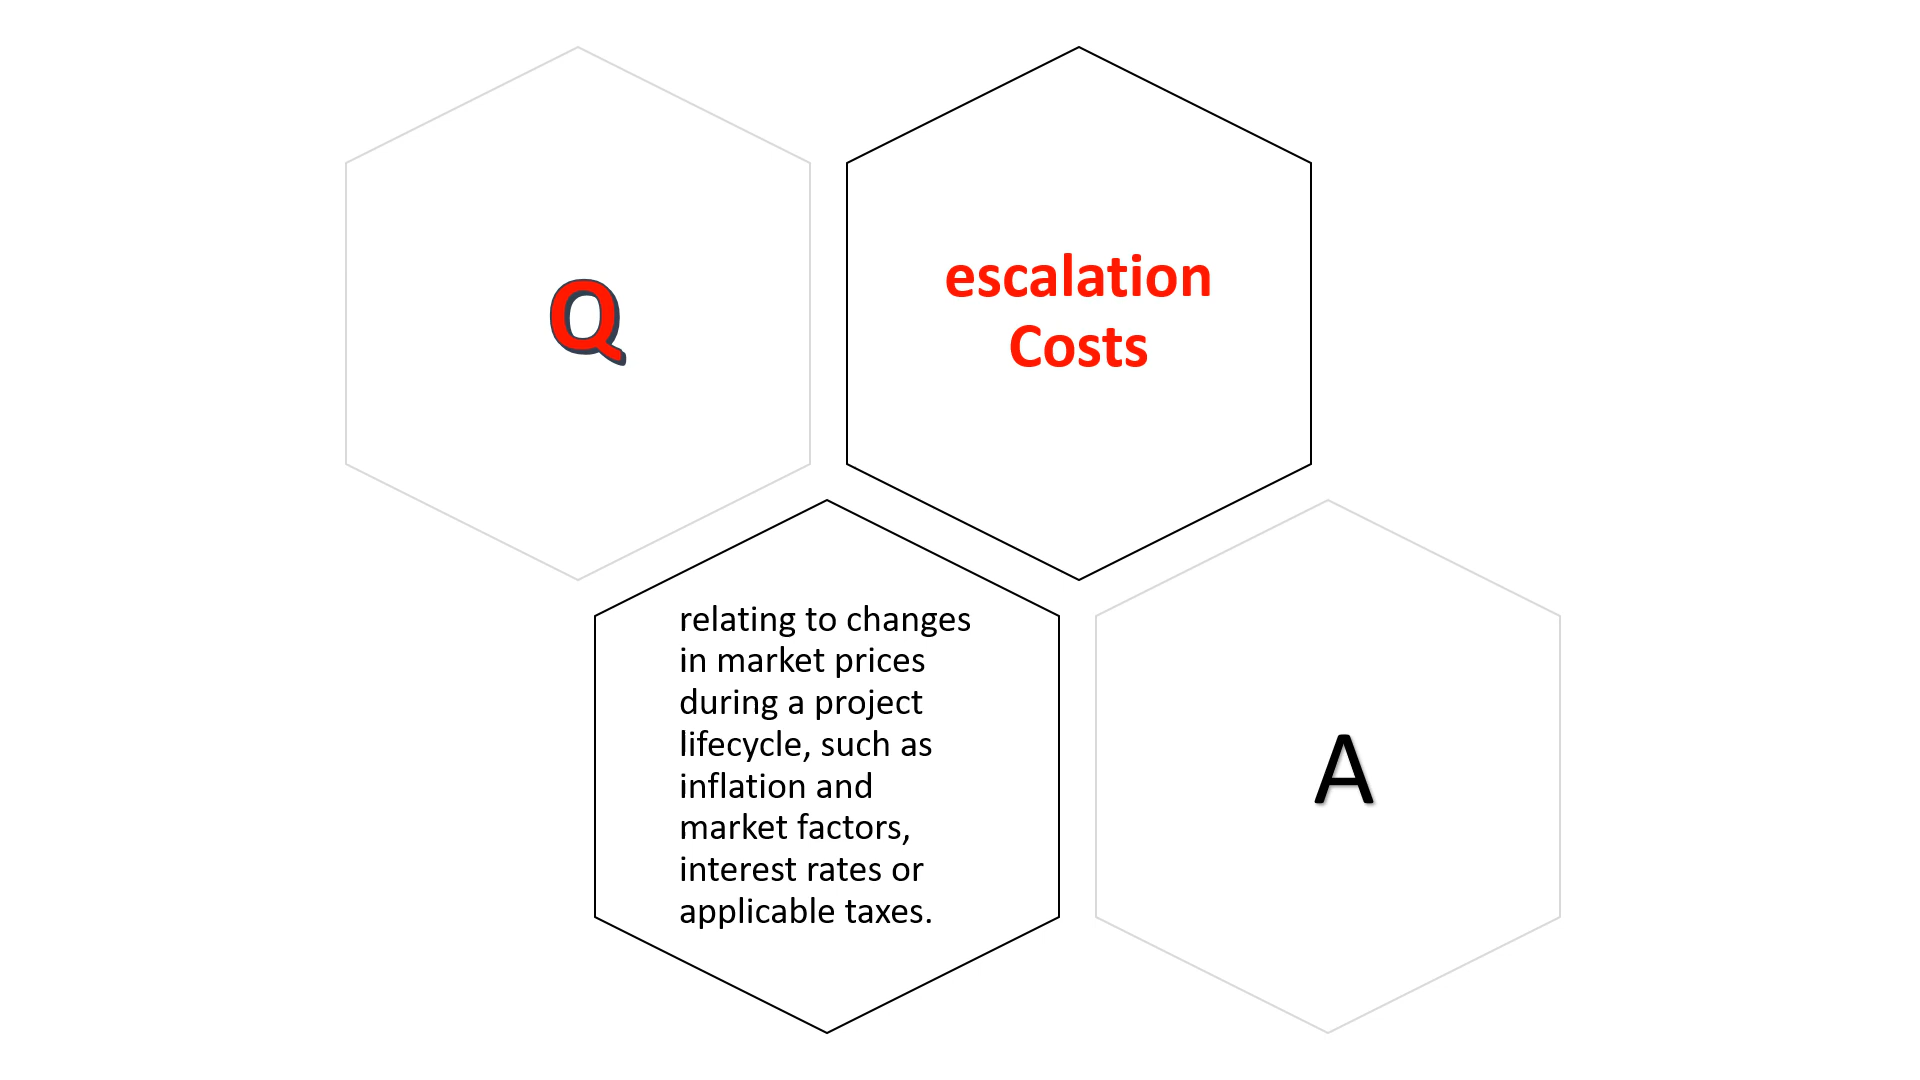 Q
escalation
Costs
relating to changes
in market prices
during a project
lifecycle, such as
inflation and
market factors,
interest rates or
applicable taxes.
A